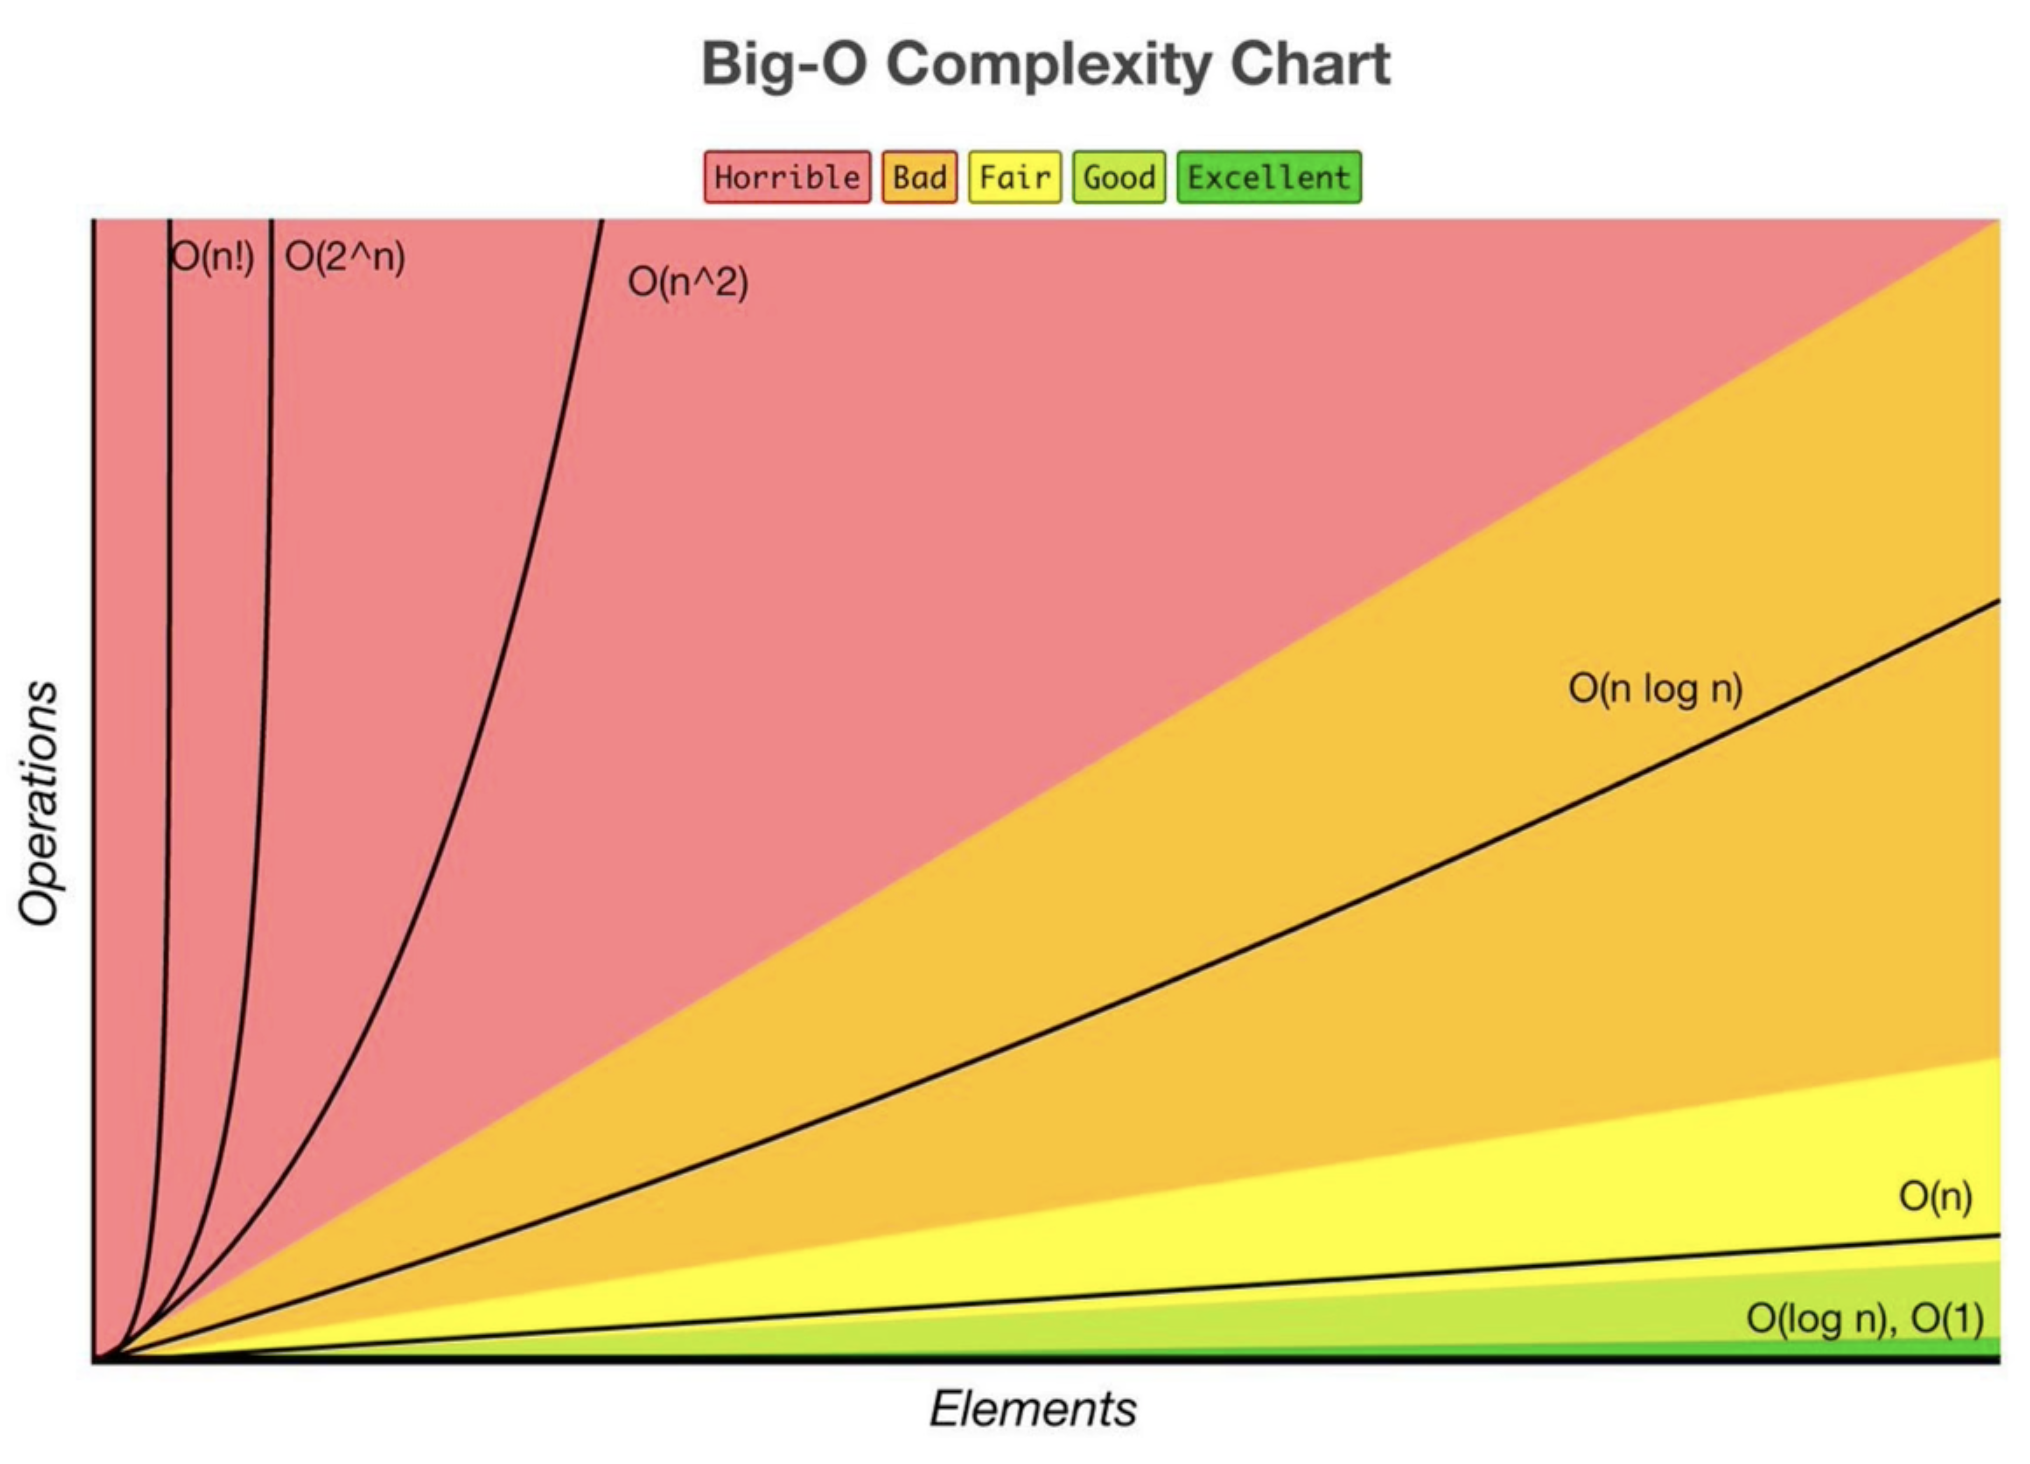 Big-O Complexity Chart
Horrible Bad Fair Good Excellent
O(n!) O(2^n)
O(n^2)
O(n log n)
O(n)
O(log n), O(1)
Operations
Elements